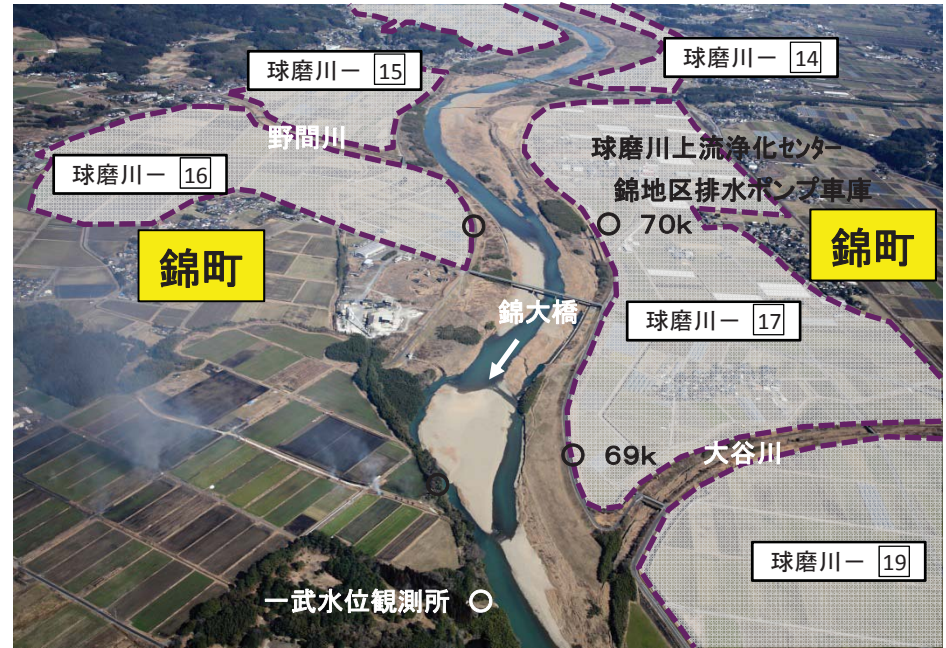 球磨川ー 14
球磨川ー 15
野間川
球磨川上流浄化センター
球磨川ー 16
錦地区排水ポンプ車庫
70k
錦町
錦町
錦大橋
球磨川ー 17
69k
大谷川
球磨川ー 19
一武水位観測所